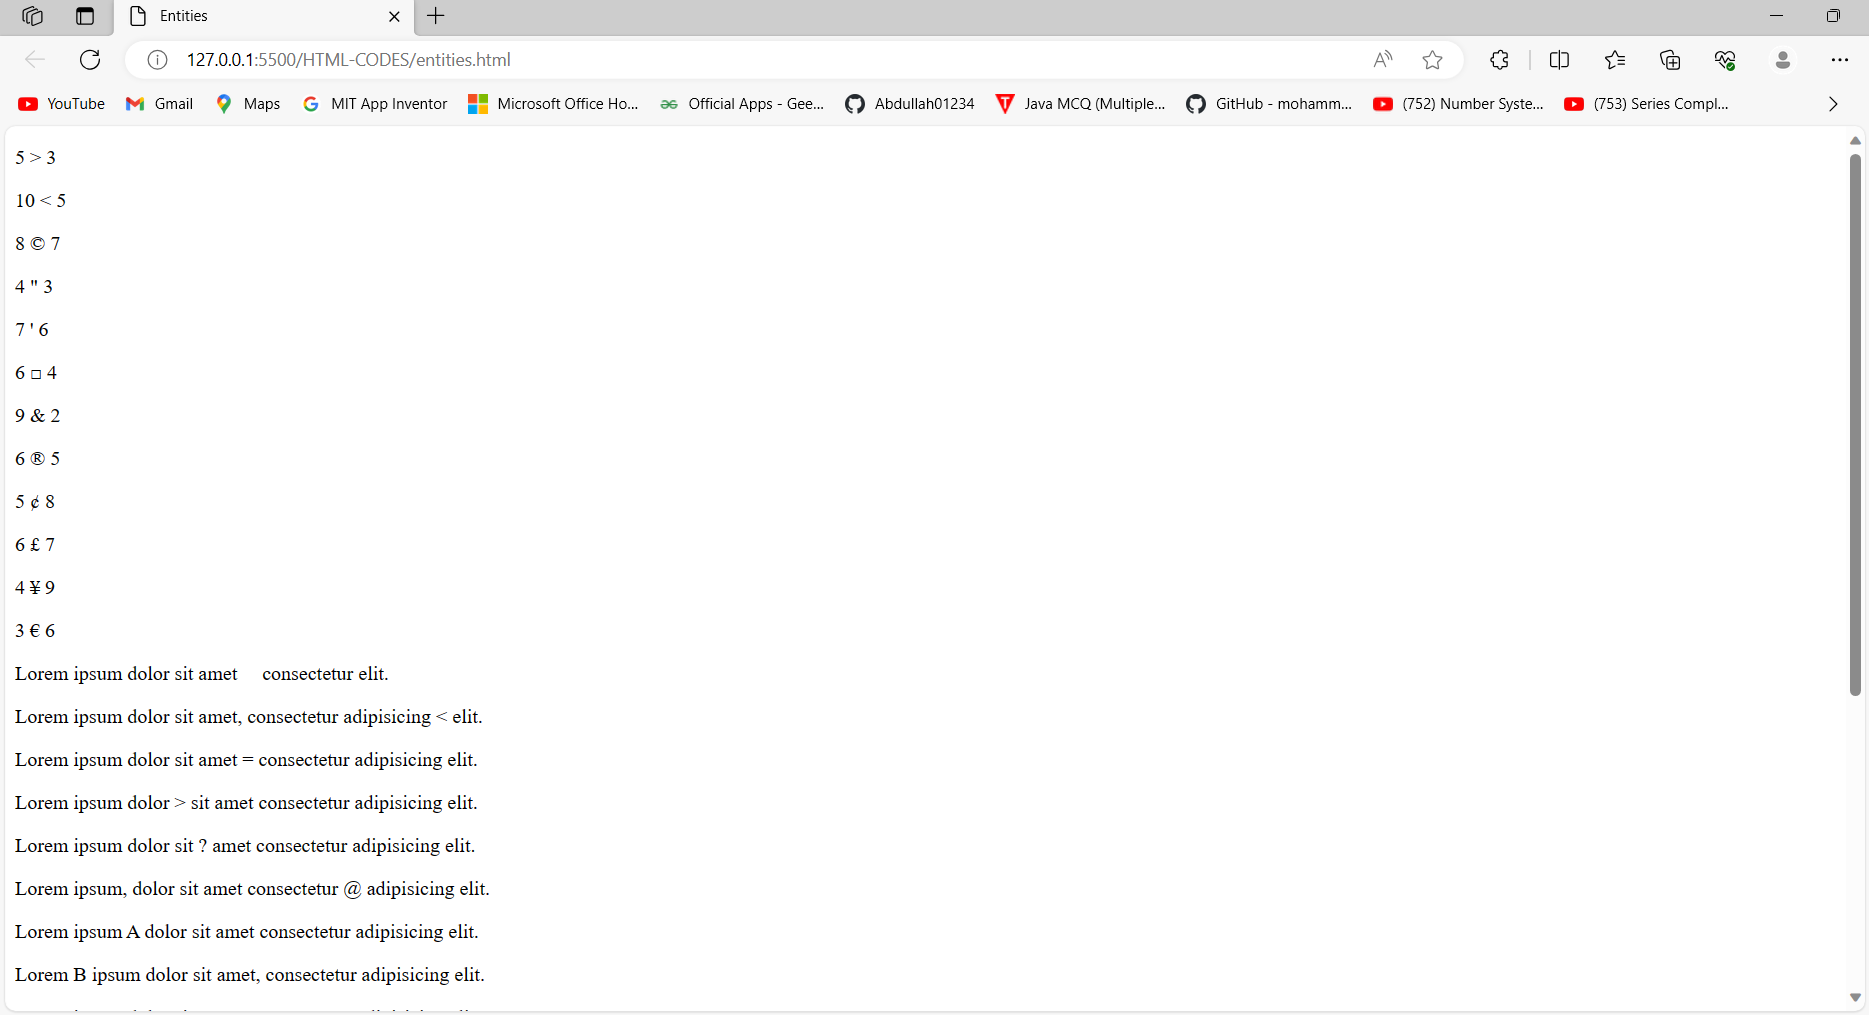 Entities
127.0.0.1:5500/HTML-CODES/entities.html
YouTube Gmail Maps MIT App Inventor Microsoft Office Ho... Official Apps - Gee... Abdullah01234 Java MCQ (Multiple... GitHub - mohamm... (752) Number Syste... (753) Series Compl...
5 > 3
10 < 5
8 © 7
4 " 3
7 ' 6
6 □ 4
9 & 2
6 ® 5
5 ¢ 8
6 £ 7
4 ¥ 9
3 € 6
Lorem ipsum dolor sit amet     consectetur elit.
Lorem ipsum dolor sit amet, consectetur adipisicing < elit.
Lorem ipsum dolor sit amet = consectetur adipisicing elit.
Lorem ipsum dolor > sit amet consectetur adipisicing elit.
Lorem ipsum dolor sit ? amet consectetur adipisicing elit.
Lorem ipsum, dolor sit amet consectetur @ adipisicing elit.
Lorem ipsum A dolor sit amet consectetur adipisicing elit.
Lorem B ipsum dolor sit amet, consectetur adipisicing elit.